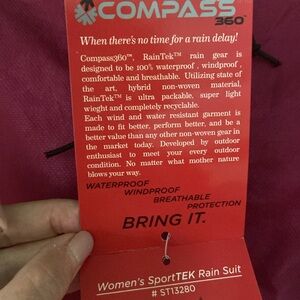 COMPASS
360°
When there's no time for a rain delay!
Compass360™, RainTek™ rain gear is
designed to be 100% waterproof , windproof ,
comfortable and breathable. Utilizing state of
the art, hybrid non-woven material,
RainTek™ is ultra packable, super light
wieght and completely recyclable.
Each wind and water resistant garment is
made to fit better, perform better, and be a
better value than any other non-woven gear in
the market today. Developed by outdoor
enthusiast to meet your every outdoor
condition. No matter what mother nature
blows your way.
WATERPROOF
WINDPROOF
BREATHABLE
PROTECTION
BRING IT.
Women's SportTEK Rain Suit
# ST13280